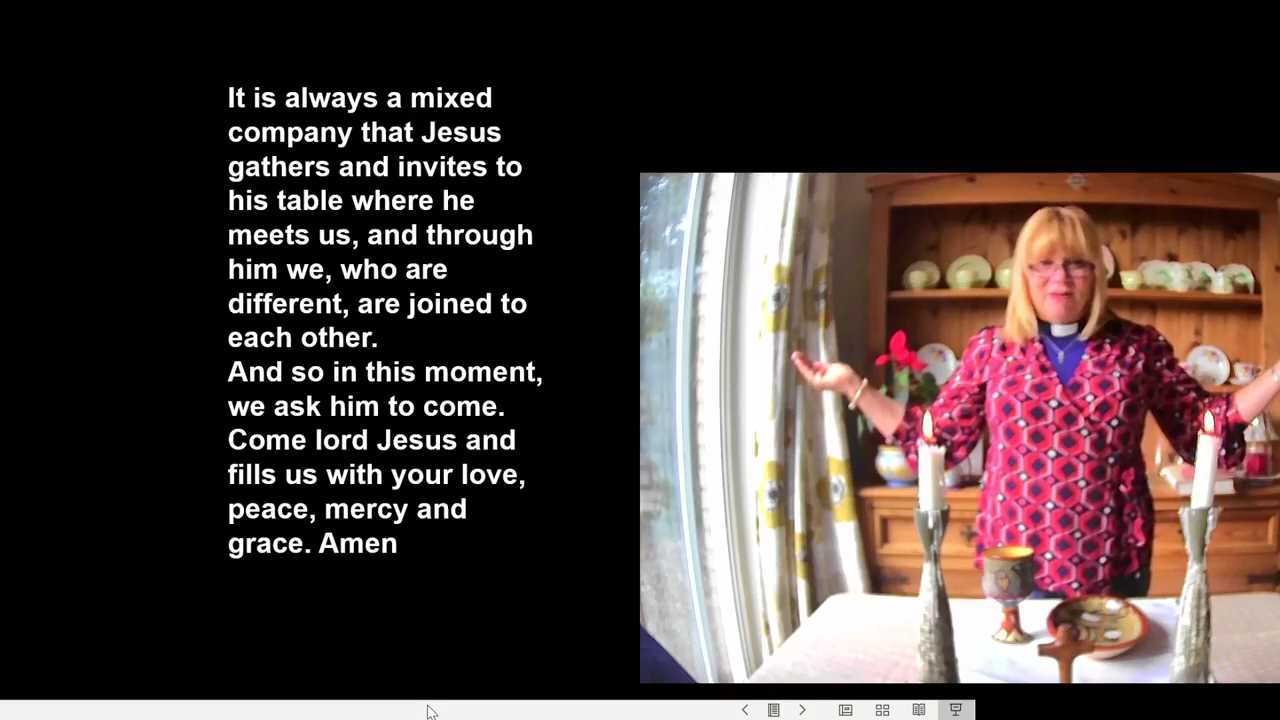 It is always a mixed
company that Jesus
gathers and invites to
his table where he
meets us, and through
him we, who are
different, are joined to
each other.
And so in this moment,
we ask him to come.
Come lord Jesus and
fills us with your love,
peace, mercy and
grace. Amen